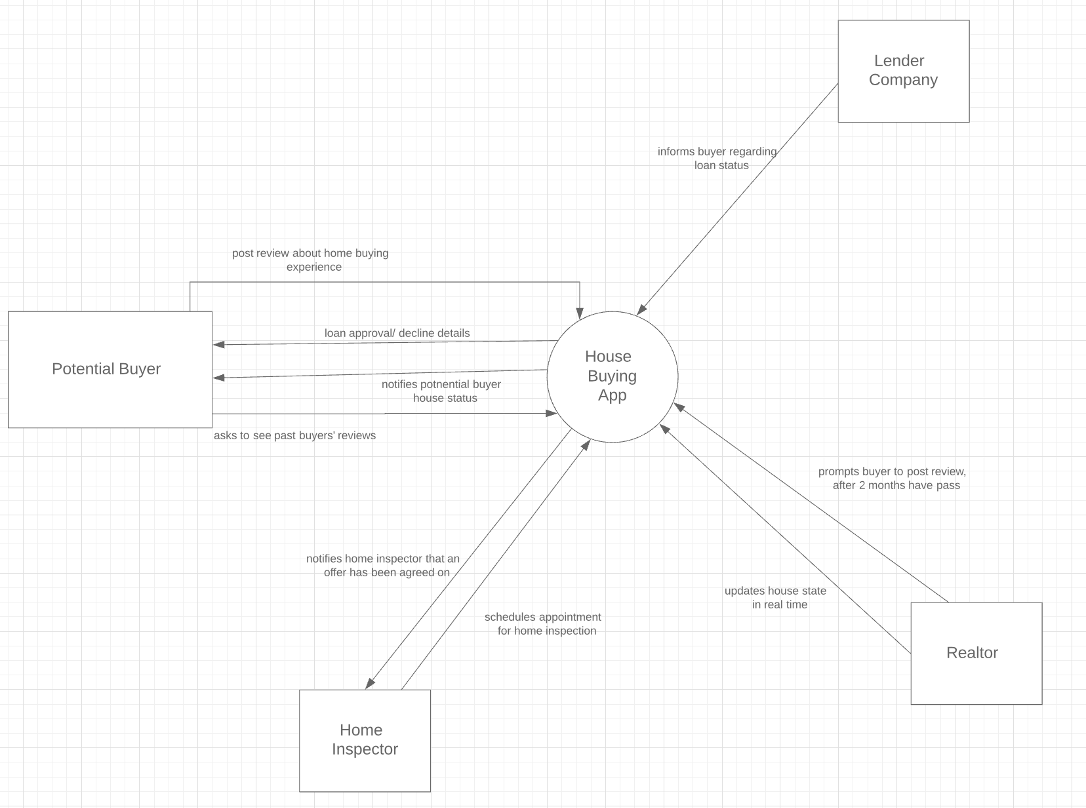 Lender
Company
informs buyer regarding
loan status
post review about home buying
experience
loan approval/ decline details
Potential Buyer
House
Buying
App
notifies potnential buyer
house status
asks to see past buyers' reviews
prompts buyer to post review,
after 2 months have pass
notifies home inspector that an
offer has been agreed on
updates house state
in real time
schedules appointment
for home inspection
Realtor
Home
Inspector